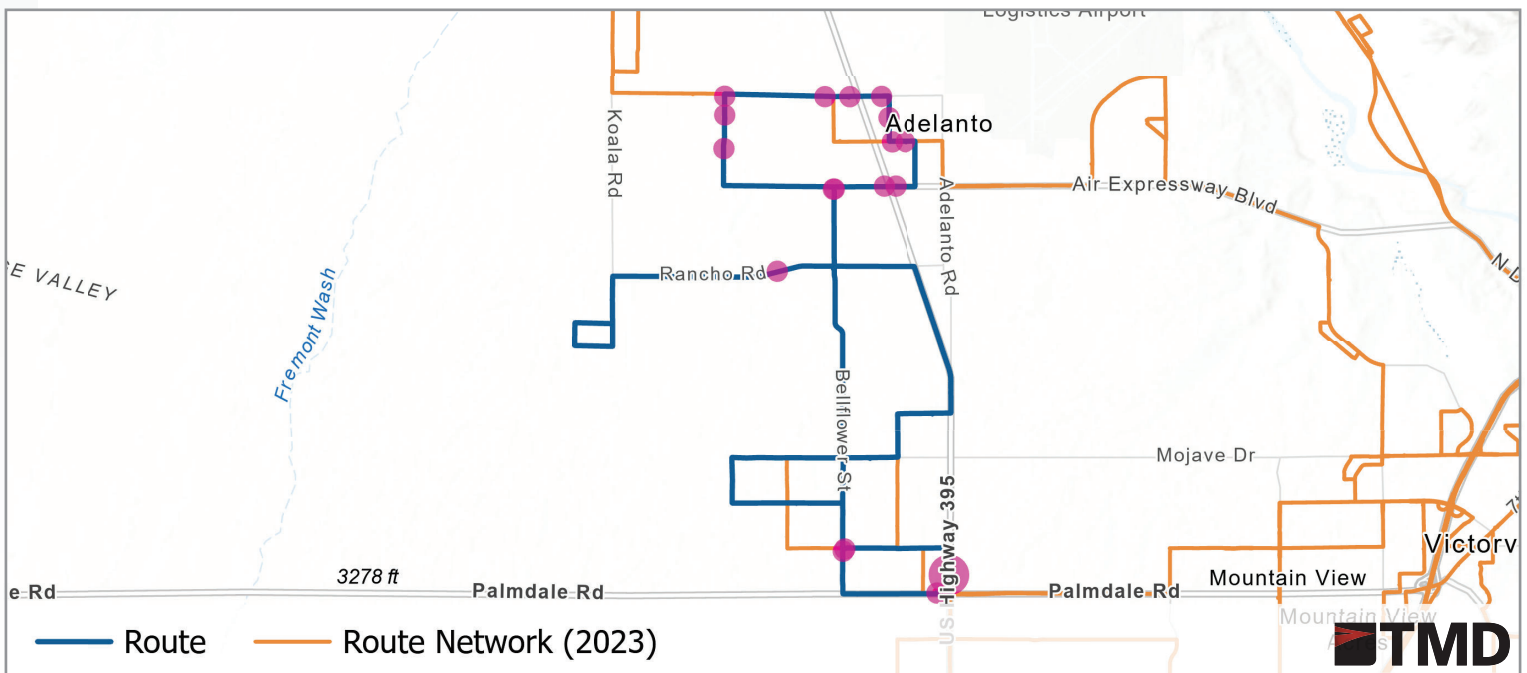 Logistics Airport
Koala Rd
Adelanto
Air Expressway Blvd
Adelanto Rd
E VALLEY
Rancho Rd
N
Fremont Wash
Bellflower St
Mojave Dr
Highway 395
Victorv
3278 ft
Mountain View
e Rd
Palmdale Rd
Palmdale Rd
Mountain View
US
Route
Route Network (2023)
TMD